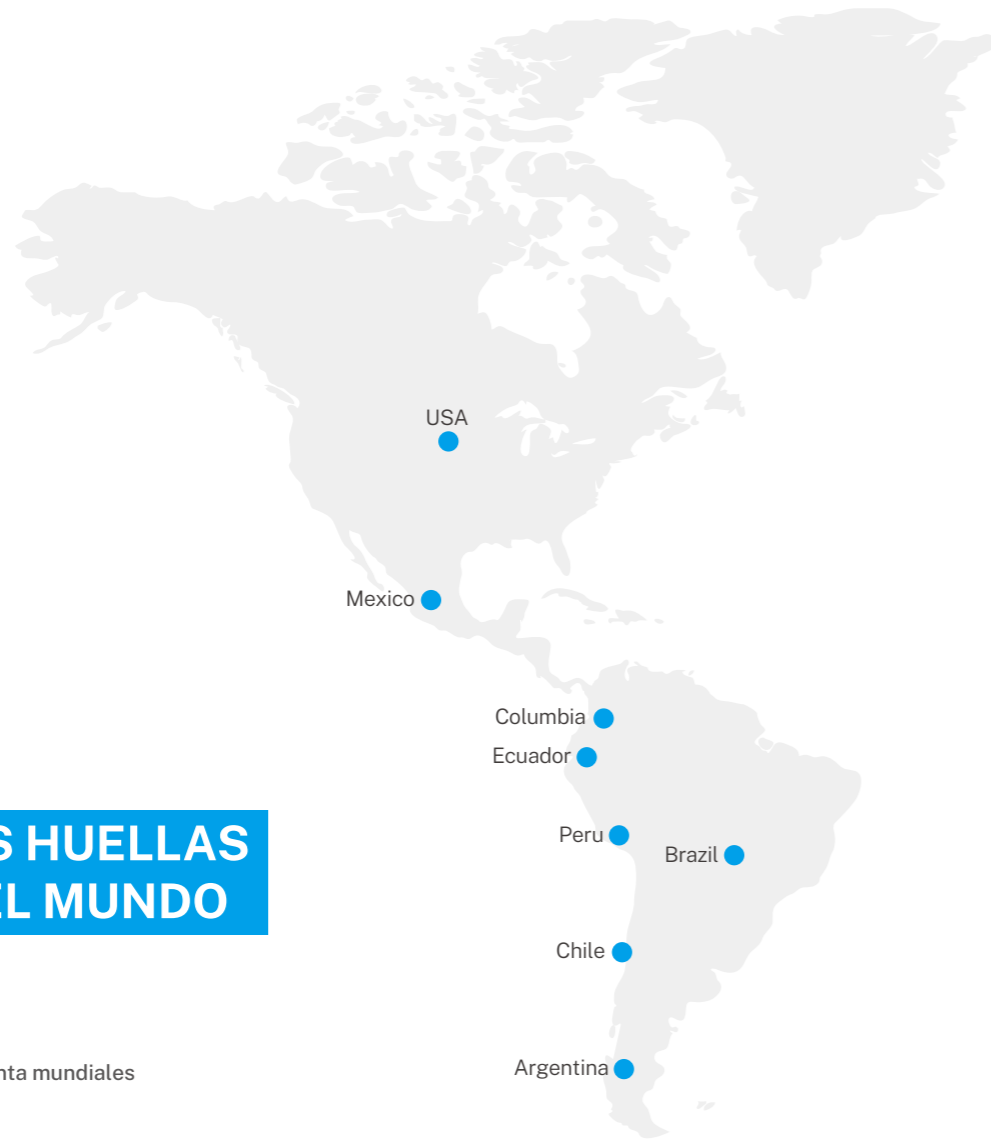 USA
Mexico
Columbia
Ecuador
Peru
Brazil
S HUELLAS
EL MUNDO
Chile
Argentina
nta mundiales